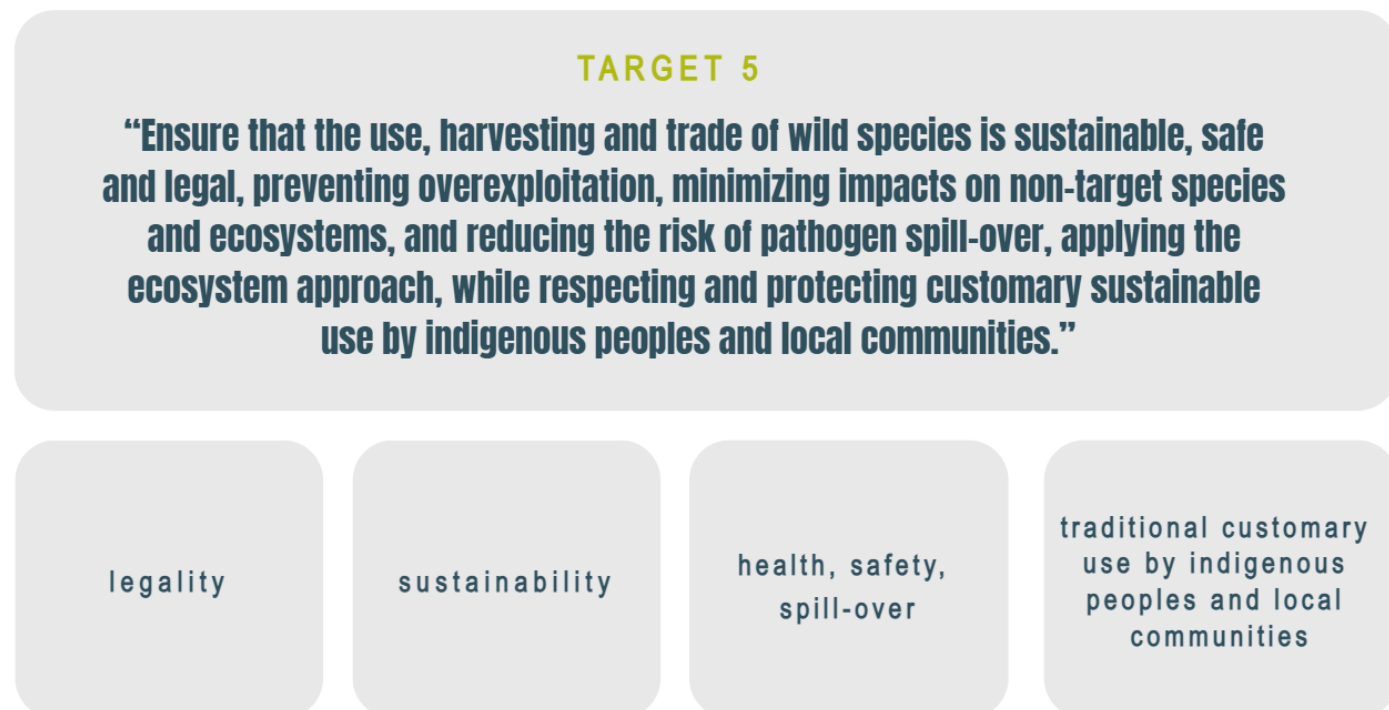 TARGET 5
“Ensure that the use, harvesting and trade of wild species is sustainable, safe
and legal, preventing overexploitation, minimizing impacts on non-target species
and ecosystems, and reducing the risk of pathogen spill-over, applying the
ecosystem approach, while respecting and protecting customary sustainable
use by indigenous peoples and local communities.”
legality
sustainability
health, safety,
spill-over
traditional customary
use by indigenous
peoples and local
communities